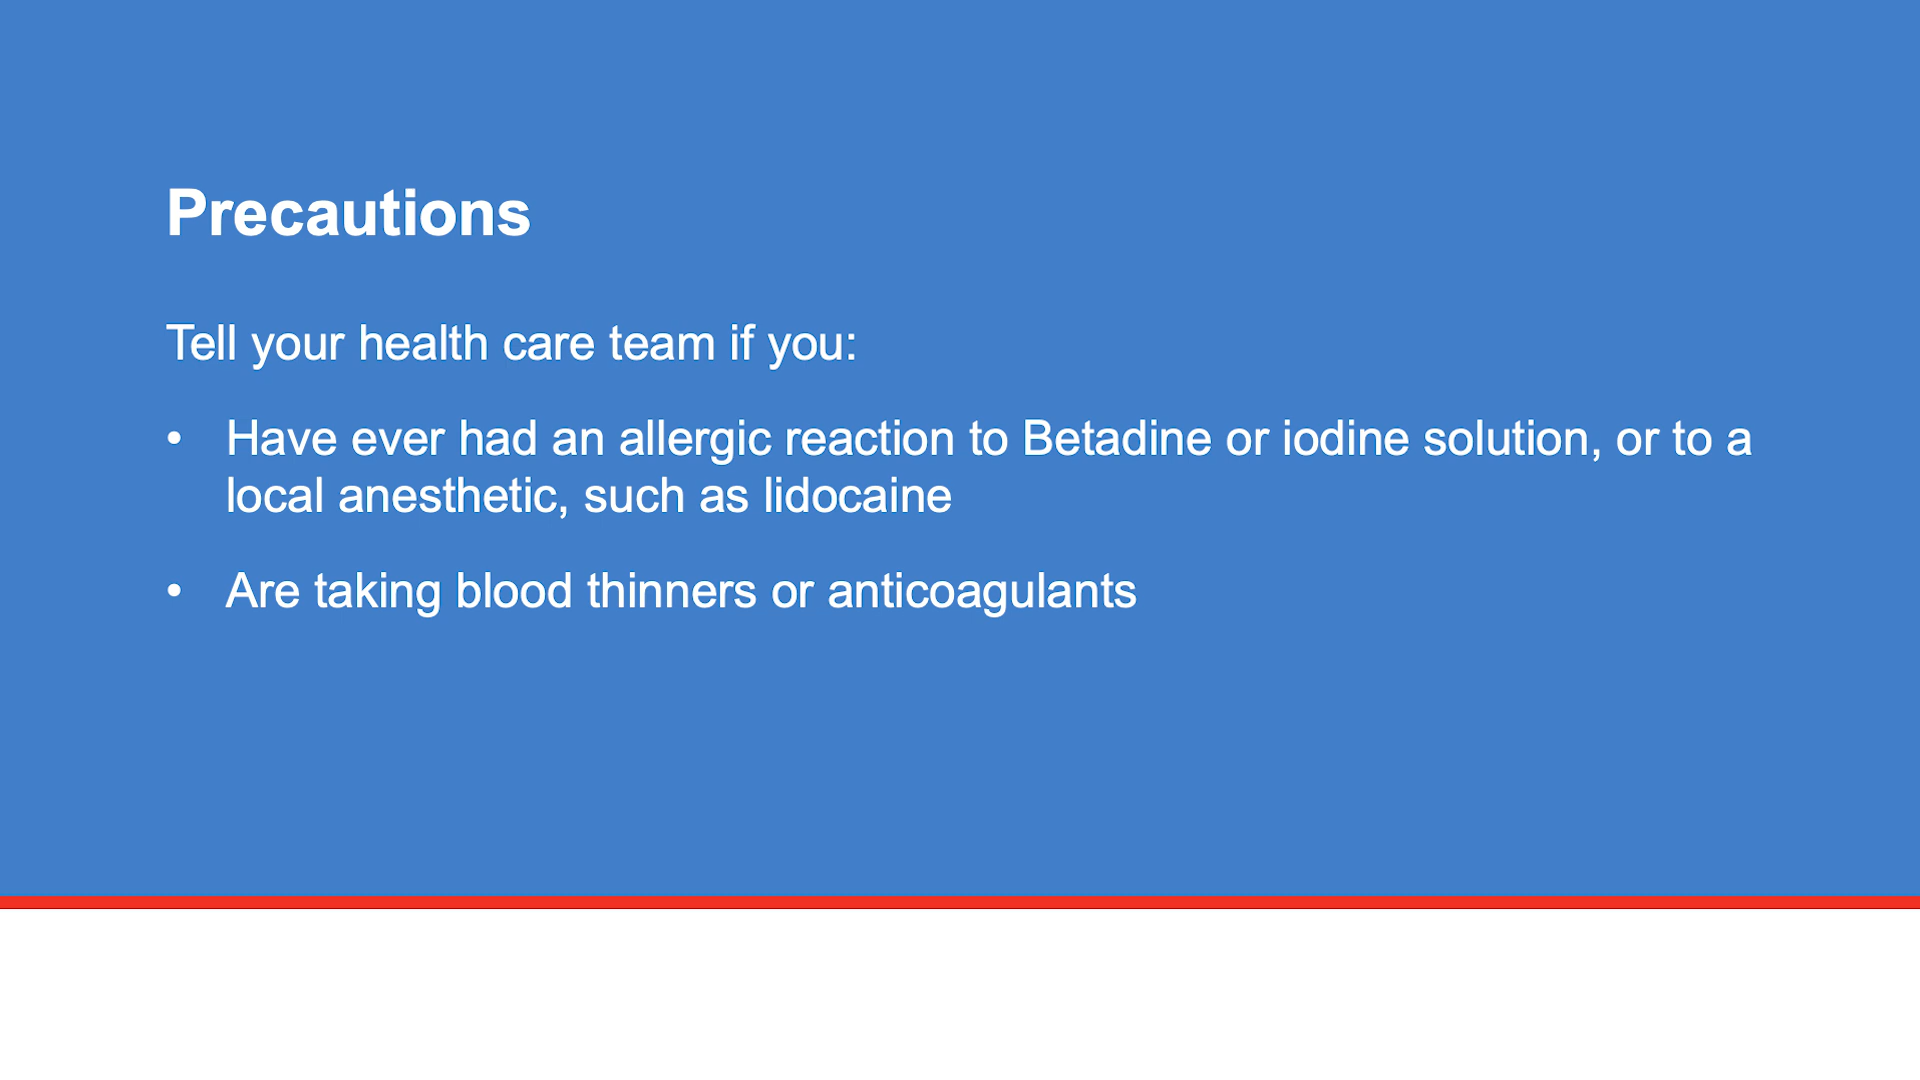 Precautions
Tell your health care team if you:
• Have ever had an allergic reaction to Betadine or iodine solution, or to a
local anesthetic, such as lidocaine
• Are taking blood thinners or anticoagulants